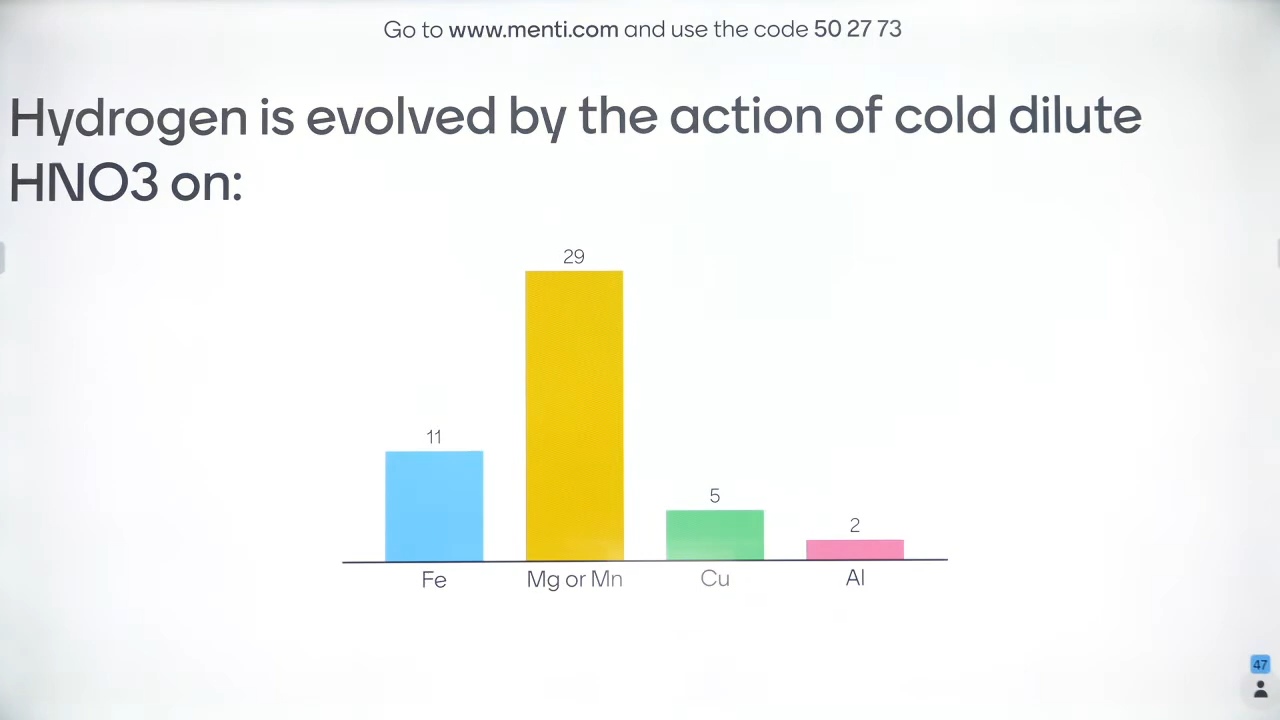 Go to www.menti.com and use the code 50 27 73
Hydrogen is evolved by the action of cold dilute
HNO3 on:
29
11
5
2
Fe
Mg or Mn
Cu
Al
47